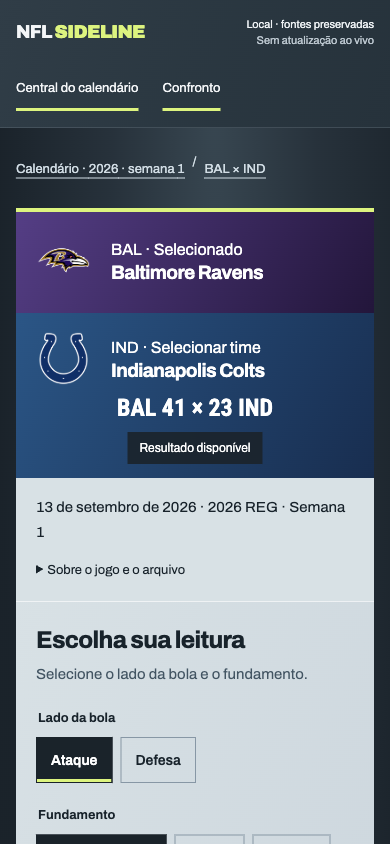 NFL SIDELINE
Local · fontes preservadas
Sem atualização ao vivo
Central do calendário
Confronto
Calendário · 2026 · semana 1 / BAL × IND
BAL · Selecionado
Baltimore Ravens
IND · Selecionar time
Indianapolis Colts
BAL 41 × 23 IND
Resultado disponível
13 de setembro de 2026 · 2026 REG · Semana
1
Sobre o jogo e o arquivo
Escolha sua leitura
Selecione o lado da bola e o fundamento.
Lado da bola
Ataque
Defesa
Fundamento